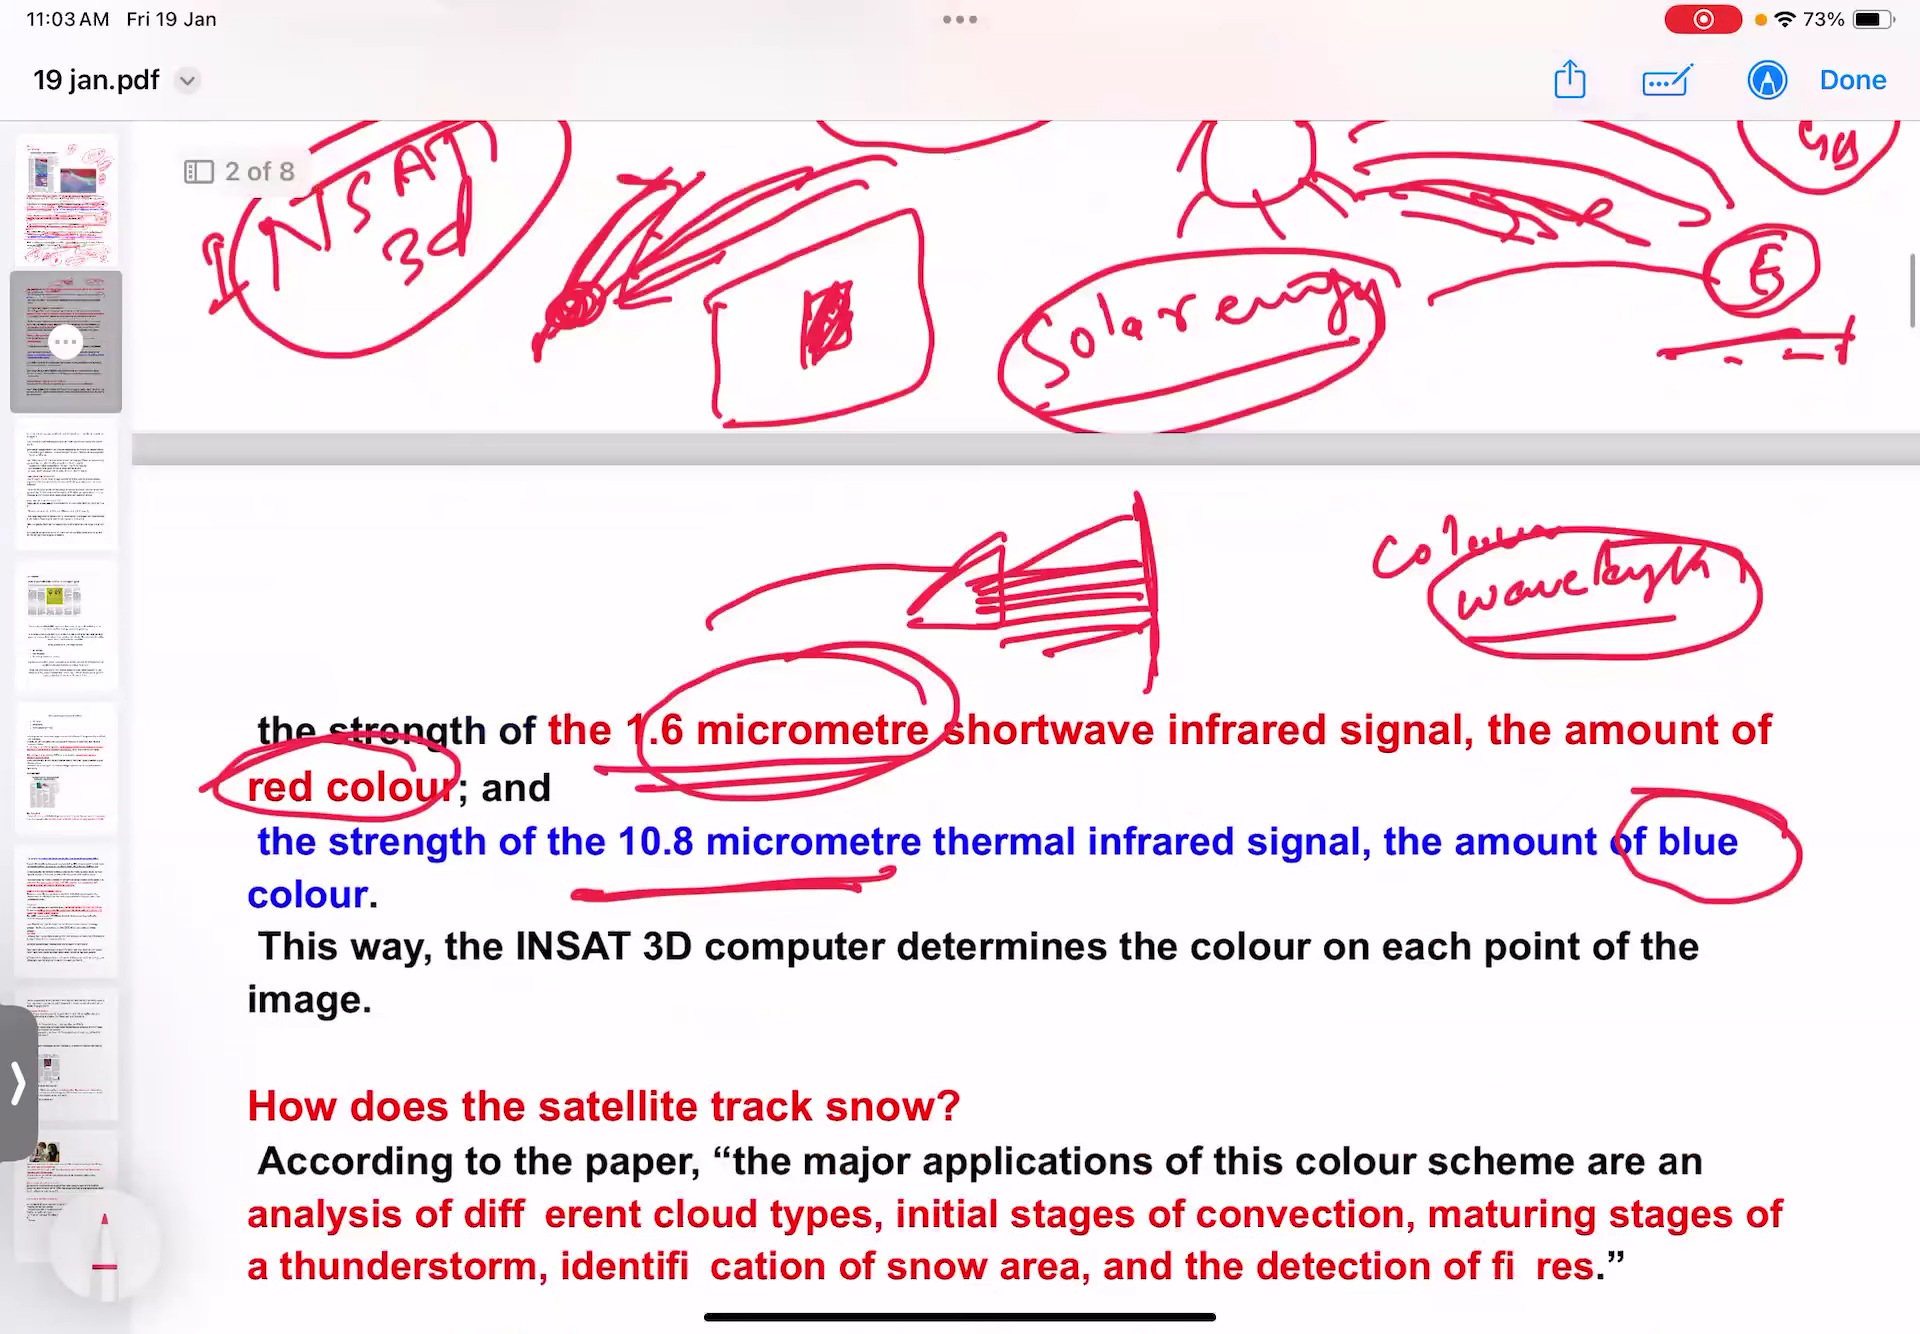 11:03 AM Fri 19 Jan
73%
19 jan.pdf
Done
2 of 8
INSAT
3d
Solar energy
E
Colour
wavelength
the strength of the 1.6 micrometre shortwave infrared signal, the amount of
red colour; and
the strength of the 10.8 micrometre thermal infrared signal, the amount of blue
colour.
This way, the INSAT 3D computer determines the colour on each point of the
image.
How does the satellite track snow?
According to the paper, “the major applications of this colour scheme are an
analysis of diff erent cloud types, initial stages of convection, maturing stages of
a thunderstorm, identifi cation of snow area, and the detection of fi res.”